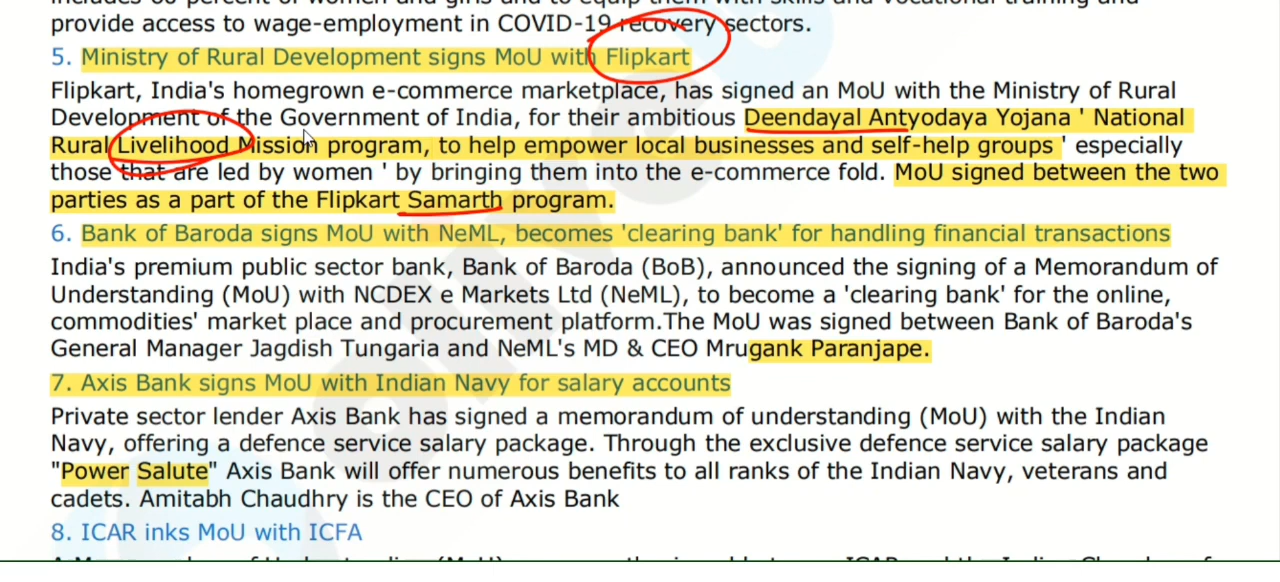 provide access to wage-employment in COVID-19 recovery sectors.
5. Ministry of Rural Development signs MoU with Flipkart
Flipkart, India's homegrown e-commerce marketplace, has signed an MoU with the Ministry of Rural
Development of the Government of India, for their ambitious Deendayal Antyodaya Yojana ' National
Rural Livelihood Mission program, to help empower local businesses and self-help groups ' especially
those that are led by women ' by bringing them into the e-commerce fold. MoU signed between the two
parties as a part of the Flipkart Samarth program.
6. Bank of Baroda signs MoU with NeML, becomes 'clearing bank' for handling financial transactions
India's premium public sector bank, Bank of Baroda (BoB), announced the signing of a Memorandum of
Understanding (MoU) with NCDEX e Markets Ltd (NeML), to become a 'clearing bank' for the online,
commodities' market place and procurement platform.The MoU was signed between Bank of Baroda's
General Manager Jagdish Tungaria and NeML's MD & CEO Mrugank Paranjape.
7. Axis Bank signs MoU with Indian Navy for salary accounts
Private sector lender Axis Bank has signed a memorandum of understanding (MoU) with the Indian
Navy, offering a defence service salary package. Through the exclusive defence service salary package
"Power Salute" Axis Bank will offer numerous benefits to all ranks of the Indian Navy, veterans and
cadets. Amitabh Chaudhry is the CEO of Axis Bank
8. ICAR inks MoU with ICFA